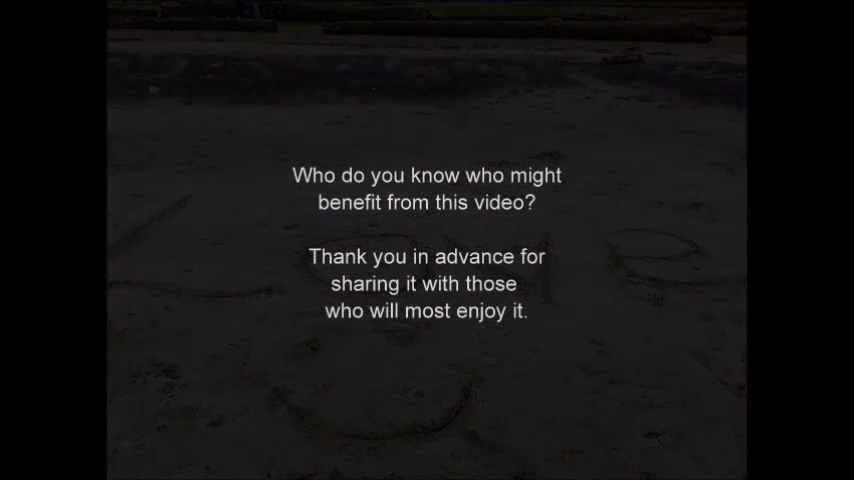 Who do you know who might
benefit from this video?
Thank you in advance for
sharing it with those
who will most enjoy it.